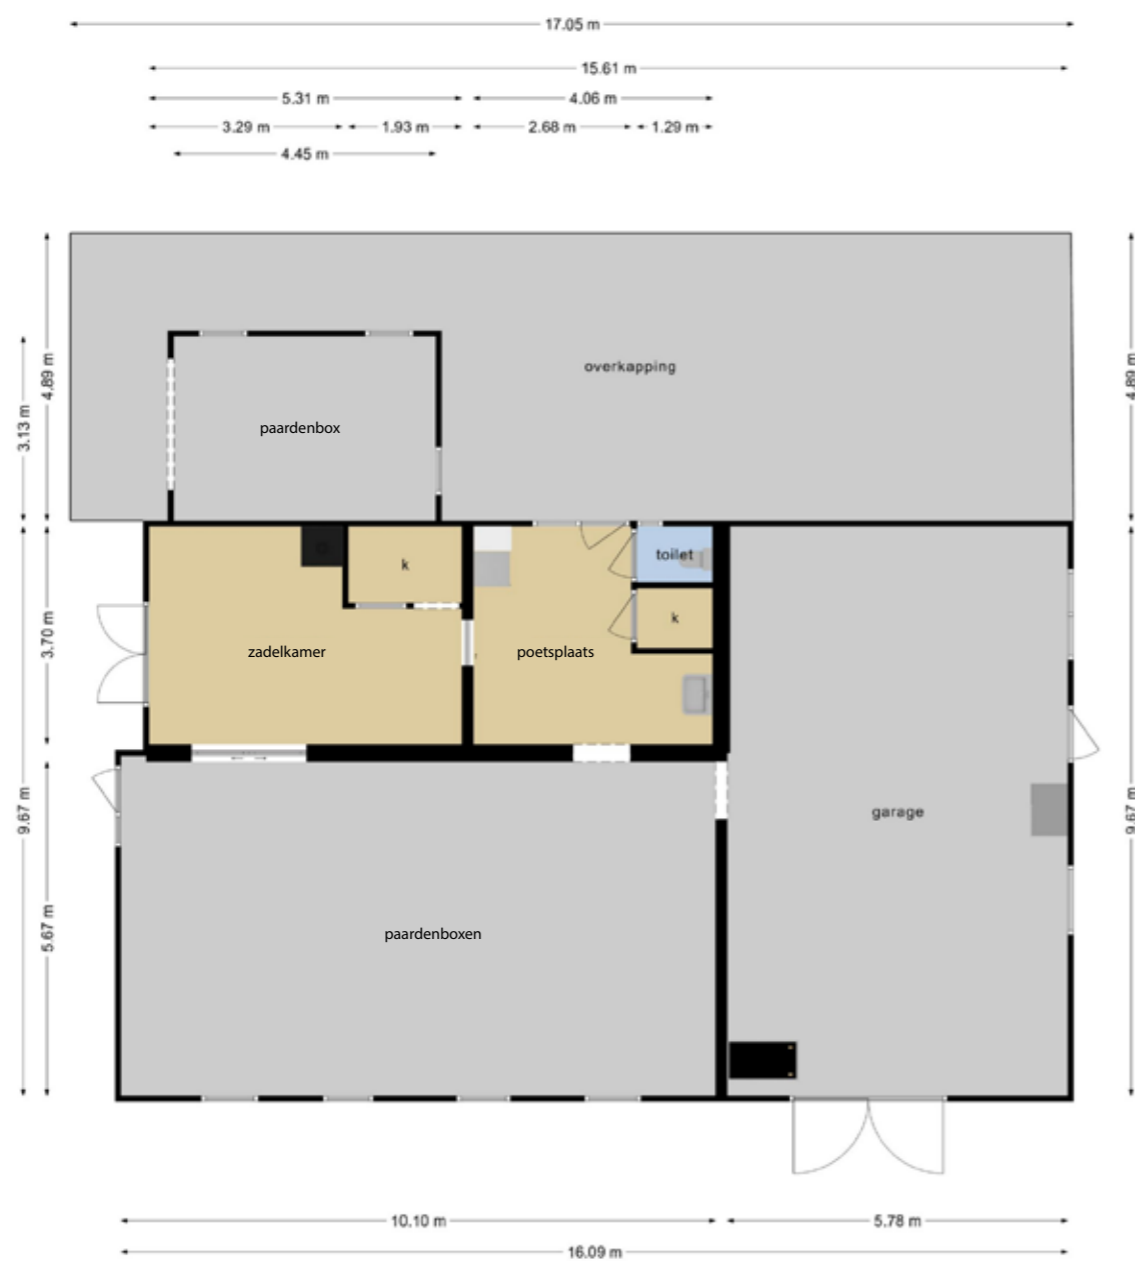 17.05 m
15.61 m
5.31 m
4.06 m
3.29 m
1.93 m
2.68 m
1.29 m
4.45 m
4.89 m
4.89 m
3.13 m
overkapping
paardenbox
k
toilet
k
3.70 m
zadelkamer
poetsplaats
9.67 m
9.67 m
garage
5.67 m
paardenboxen
10.10 m
5.78 m
16.09 m